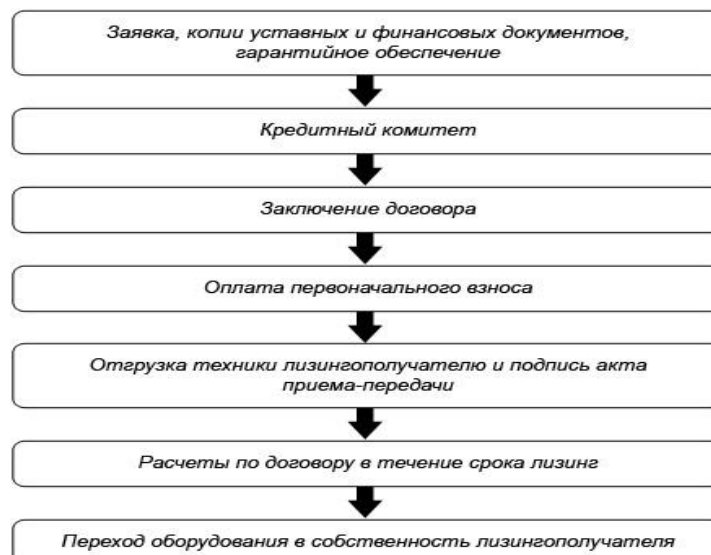 Заявка, копии уставных и финансовых документов,
гарантийное обеспечение
Кредитный комитет
Заключение договора
Оплата первоначального взноса
Отгрузка техники лизингополучателю и подпись акта
приема-передачи
Расчеты по договору в течение срока лизинг
Переход оборудования в собственность лизингополучателя